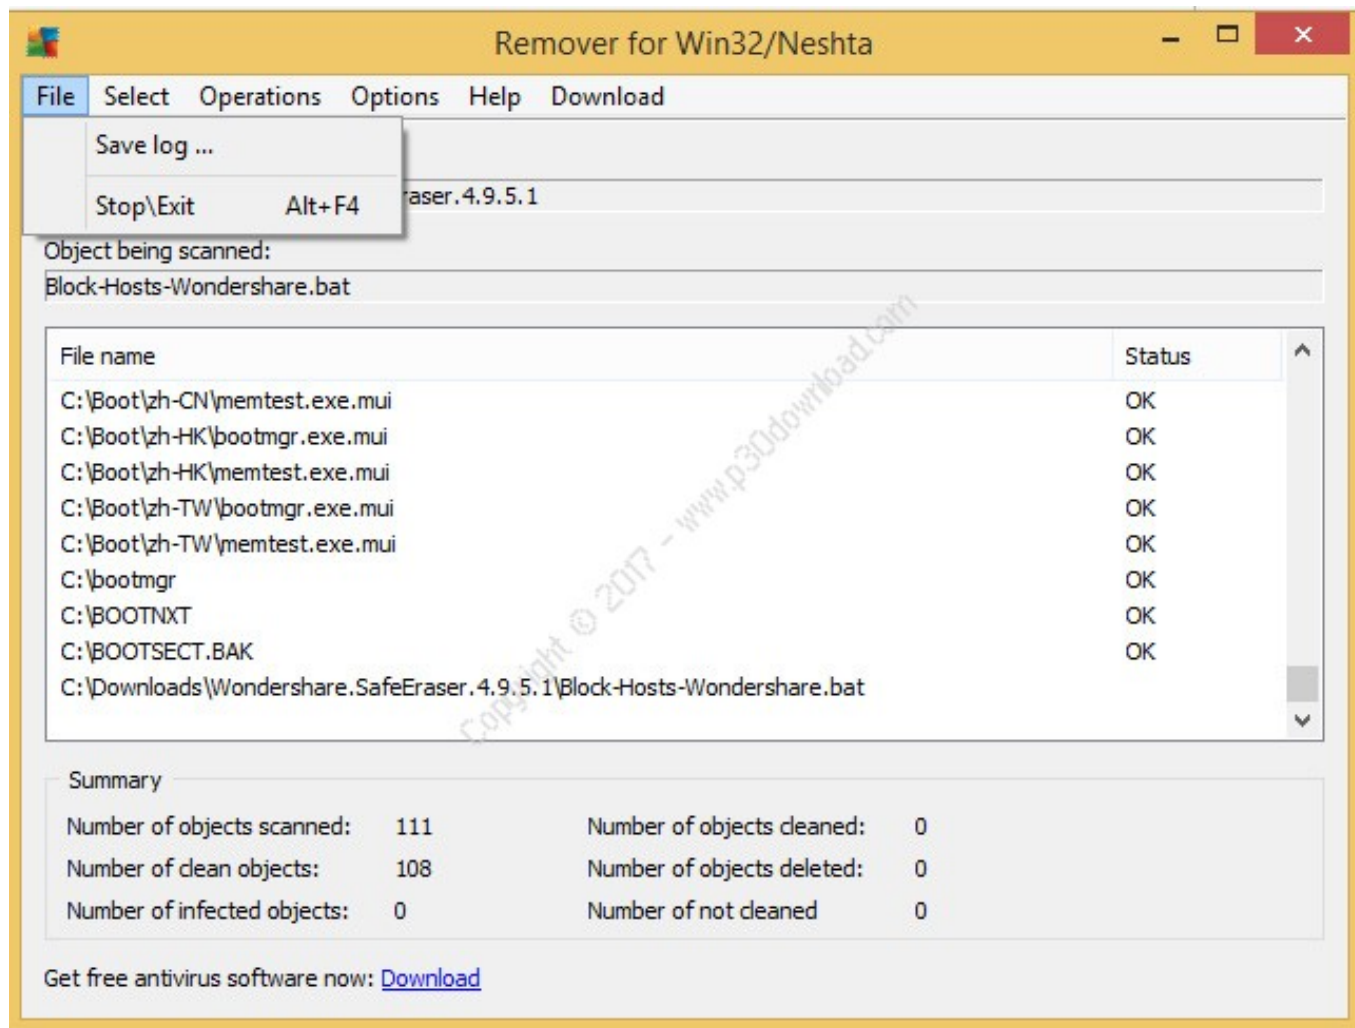 Remover for Win32/Neshta
File Select Operations Options Help Download
Save log ...
Stop\Exit Alt+F4
raser.4.9.5.1
Object being scanned:
Block-Hosts-Wondershare.bat
File name Status
C:\Boot\zh-CN\memtest.exe.mui OK
C:\Boot\zh-HK\bootmgr.exe.mui OK
C:\Boot\zh-HK\memtest.exe.mui OK
C:\Boot\zh-TW\bootmgr.exe.mui OK
C:\Boot\zh-TW\memtest.exe.mui OK
C:\bootmgr OK
C:\BOOTNXT OK
C:\BOOTSECT.BAK OK
C:\Downloads\Wondershare.SafeEraser.4.9.5.1\Block-Hosts-Wondershare.bat
Copyright © 2017 - www.p30download.com
Summary
Number of objects scanned: 111 Number of objects cleaned: 0
Number of clean objects: 108 Number of objects deleted: 0
Number of infected objects: 0 Number of not cleaned 0
Get free antivirus software now: Download